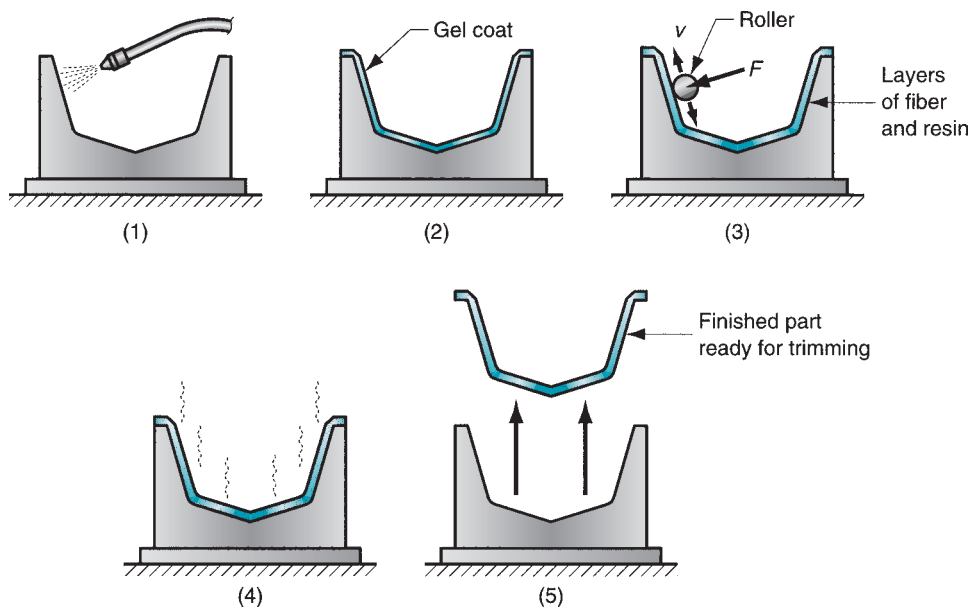 Gel coat
Roller
v
F
Layers
of fiber
and resin
(1)
(2)
(3)
Finished part
ready for trimming
(4)
(5)